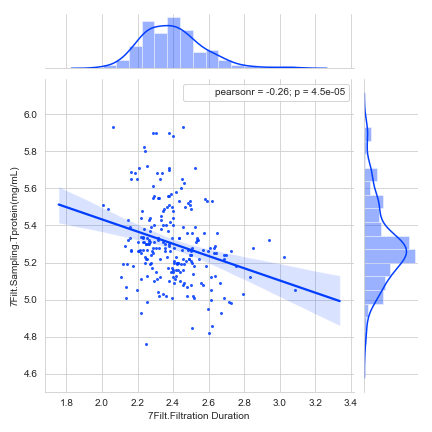 pearsonr = -0.26; p = 4.5e-05
7Filt.Sampling.Tprotein(mg/mL)
6.0
5.8
5.6
5.4
5.2
5.0
4.8
4.6
1.8 2.0 2.2 2.4 2.6 2.8 3.0 3.2 3.4
7Filt.Filtration Duration